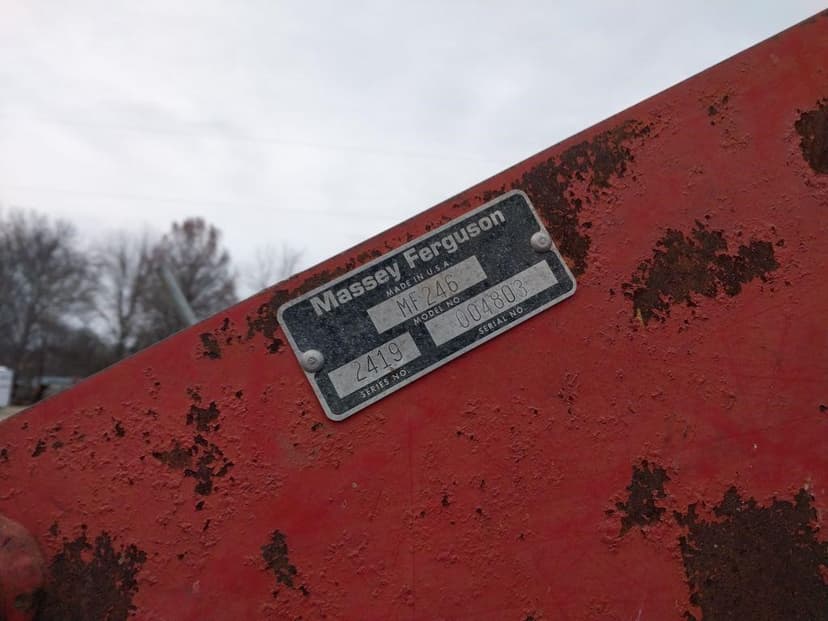 Massey Ferguson
MADE IN U.S.A.
MF 246
MODEL NO.
2419
SERIES NO.
004803
SERIAL NO.